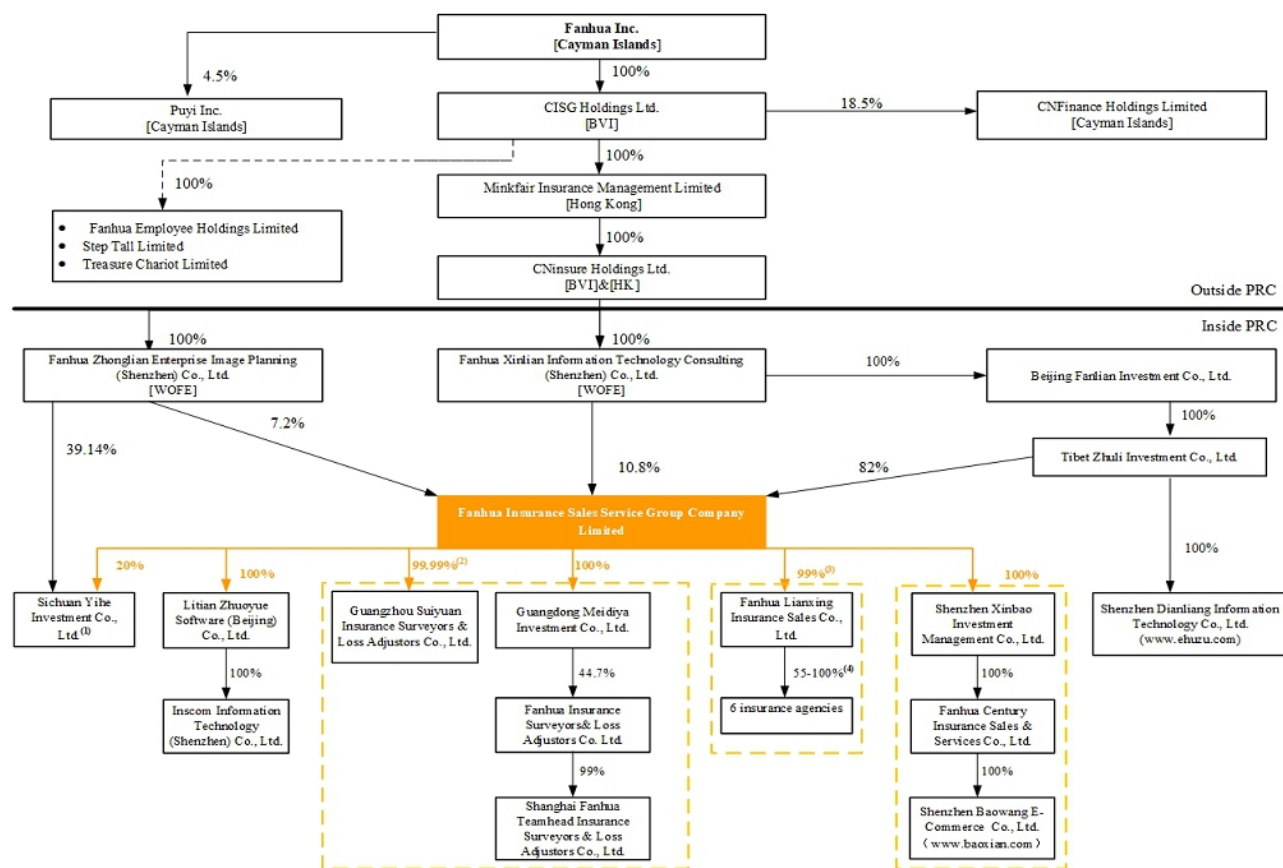 Fanhua Inc.
[Cayman Islands]
4.5%
100%
Puyi Inc.
[Cayman Islands]
CISG Holdings Ltd.
[BVI]
18.5%
CNFinance Holdings Limited
[Cayman Islands]
100%
100%
Minkfair Insurance Management Limited
[Hong Kong]
• Fanhua Employee Holdings Limited
• Step Tall Limited
• Treasure Chariot Limited
100%
CNinsure Holdings Ltd.
[BVI]&[HK]
Outside PRC
Inside PRC
100%
100%
Fanhua Zhonglian Enterprise Image Planning
(Shenzhen) Co., Ltd.
[WOFE]
Fanhua Xinlian Information Technology Consulting
(Shenzhen) Co., Ltd.
[WOFE]
100%
Beijing Fanlian Investment Co., Ltd.
100%
39.14%
7.2%
10.8%
82%
Tibet Zhuli Investment Co., Ltd.
Fanhua Insurance Sales Service Group Company
Limited
100%
20%
100%
99.99%(2)
100%
99%(3)
100%
Sichuan Yihe
Investment Co.,
Ltd.(1)
Litian Zhuoyue
Software (Beijing)
Co., Ltd.
Guangzhou Suiyuan
Insurance Surveyors &
Loss Adjustors Co., Ltd.
Guangdong Meidiya
Investment Co., Ltd.
Fanhua Lianxing
Insurance Sales Co.,
Ltd.
Shenzhen Xinbao
Investment
Management Co., Ltd.
Shenzhen Dianliang Information
Technology Co., Ltd.
(www.ehuzu.com)
100%
44.7%
55-100%(4)
100%
Inscom Information
Technology
(Shenzhen) Co., Ltd.
Fanhua Insurance
Surveyors& Loss
Adjustors Co. Ltd.
6 insurance agencies
Fanhua Century
Insurance Sales &
Services Co., Ltd.
99%
100%
Shanghai Fanhua
Teamhead Insurance
Surveyors & Loss
Adjustors Co., Ltd.
Shenzhen Baowang E-
Commerce Co., Ltd.
（www.baoxian.com）